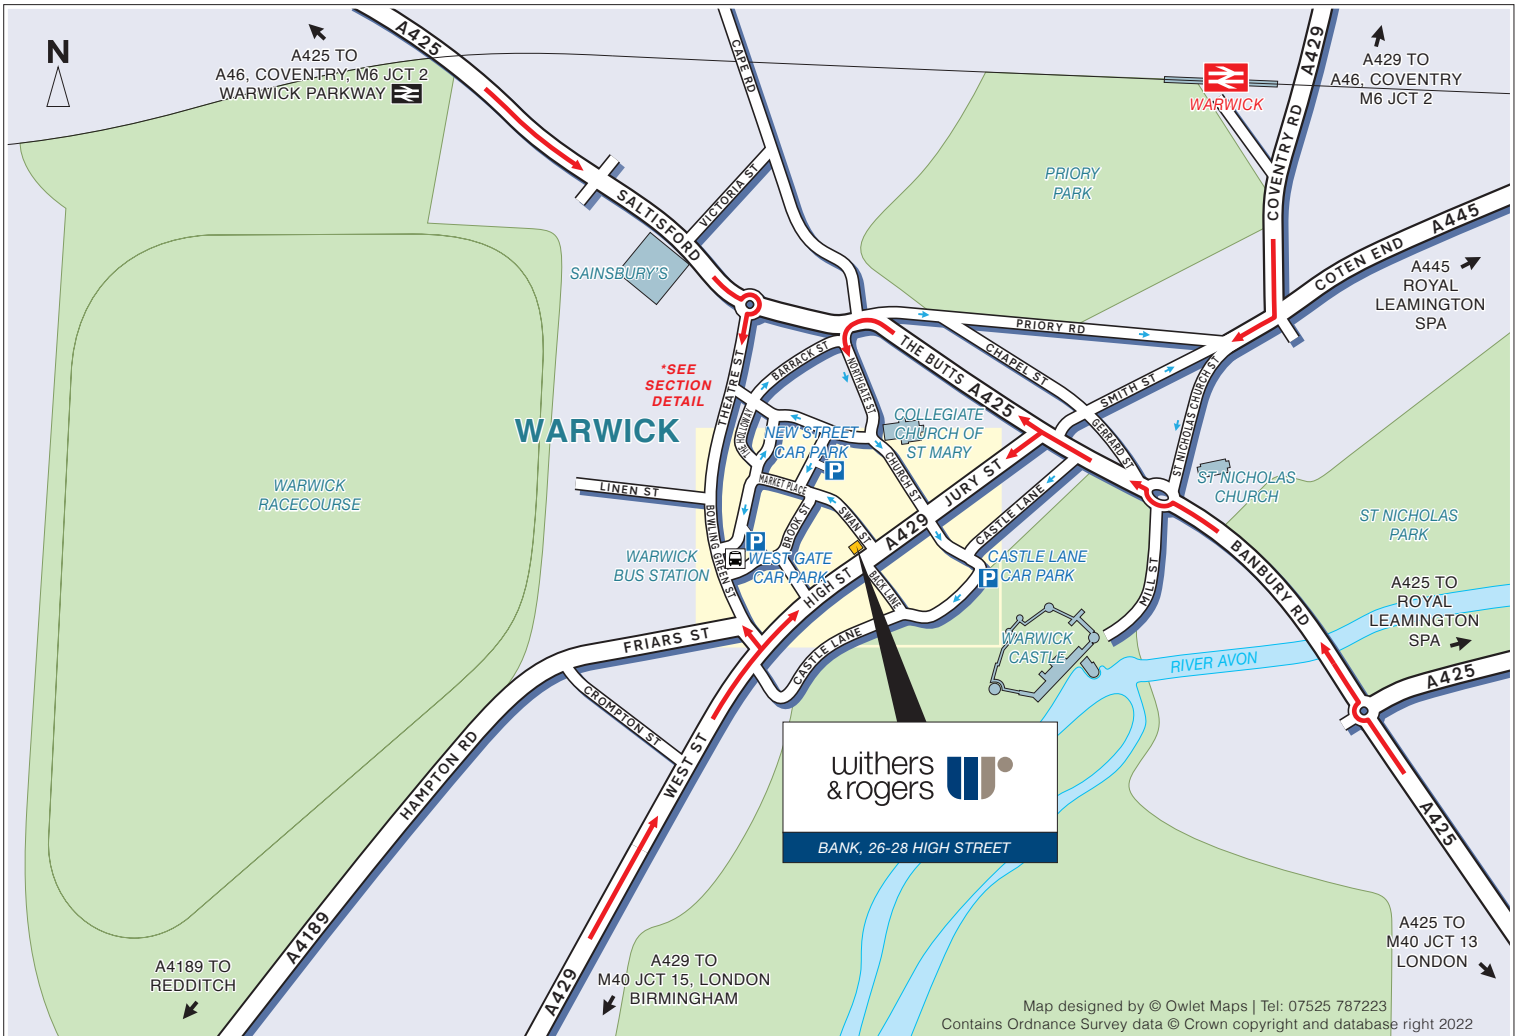 N
A425 TO
A46, COVENTRY, M6 JCT 2
WARWICK PARKWAY
A425
CAPE RD
WARWICK
A429
A429 TO
A46, COVENTRY
M6 JCT 2
COVENTRY RD
PRIORY
PARK
SALTISFORD
VICTORIA ST
SAINSBURY'S
COTEN END
A445
A445
ROYAL
LEAMINGTON
SPA
PRIORY RD
THE BUTTS
A425
CHAPEL ST
SMITH ST
ST NICHOLAS CHURCH ST
GERRARD ST
*SEE
SECTION
DETAIL
THEATRE ST
BARRACK ST
NORTHGATE ST
THE HOLLOWAY
WARWICK
NEW STREET
CAR PARK
P
COLLEGIATE
CHURCH OF
ST MARY
CHURCH ST
JURY ST
A429
CASTLE LANE
MARKET PLACE
SWAN ST
BROOK ST
LINEN ST
BOWLING GREEN ST
WARWICK
RACECOURSE
WARWICK
BUS STATION
P
WEST GATE
CAR PARK
HIGH ST
BACK LANE
CASTLE LANE
CAR PARK
P
ST NICHOLAS
CHURCH
ST NICHOLAS
PARK
BANBURY RD
MILL ST
A425 TO
ROYAL
LEAMINGTON
SPA
FRIARS ST
CASTLE LANE
WARWICK
CASTLE
RIVER AVON
A425
CROMPTON ST
HAMPTON RD
WEST ST
withers
& rogers
BANK, 26-28 HIGH STREET
A425
A4189
A429
A4189 TO
REDDITCH
A429 TO
M40 JCT 15, LONDON
BIRMINGHAM
A425 TO
M40 JCT 13
LONDON
Map designed by © Owlet Maps | Tel: 07525 787223
Contains Ordnance Survey data © Crown copyright and database right 2022